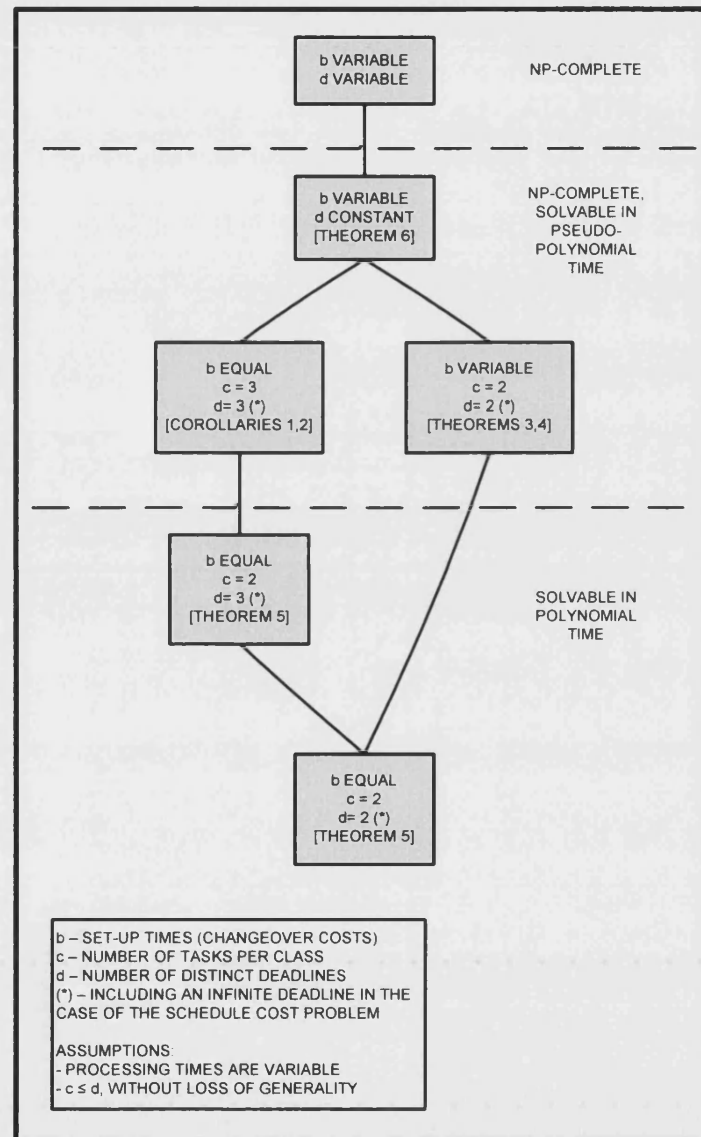 b VARIABLE
d VARIABLE
NP-COMPLETE
b VARIABLE
d CONSTANT
[THEOREM 6]
NP-COMPLETE,
SOLVABLE IN
PSEUDO-
POLYNOMIAL
TIME
b EQUAL
c = 3
d= 3 (*)
[COROLLARIES 1,2]
b VARIABLE
c = 2
d= 2 (*)
[THEOREMS 3,4]
b EQUAL
c = 2
d= 3 (*)
[THEOREM 5]
SOLVABLE IN
POLYNOMIAL
TIME
b EQUAL
c = 2
d= 2 (*)
[THEOREM 5]
b – SET-UP TIMES (CHANGEOVER COSTS)
c – NUMBER OF TASKS PER CLASS
d – NUMBER OF DISTINCT DEADLINES
(*) – INCLUDING AN INFINITE DEADLINE IN THE
CASE OF THE SCHEDULE COST PROBLEM
ASSUMPTIONS:
- PROCESSING TIMES ARE VARIABLE
- c ≤ d, WITHOUT LOSS OF GENERALITY